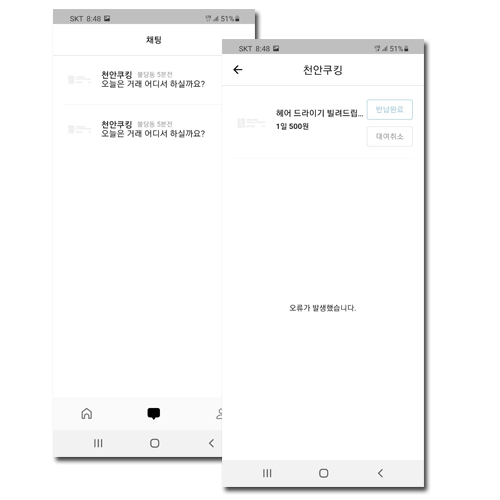 SKT 8:48 51%
채팅
천안쿠킹 불당동 5분전
오늘은 거래 어디서 하실까요?
천안쿠킹 불당동 5분전
오늘은 거래 어디서 하실까요?
SKT 8:48 51%
천안쿠킹
헤어 드라이기 빌려드립...
1일 500원
반납완료
대여취소
오류가 발생했습니다.